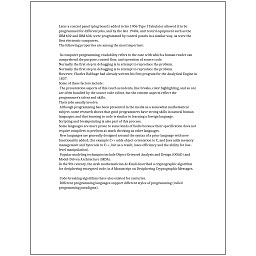 Later a control panel (plug board) added to his 1906 Type I Tabulator allowed it to be
programmed for different jobs, and by the late 1940s, unit record equipment such as the
IBM 602 and IBM 604, were programmed by control panels in a similar way, as were the
first electronic computers.
The following properties are among the most important:
In computer programming, readability refers to the ease with which a human reader can
comprehend the purpose, control flow, and operation of source code.
Normally the first step in debugging is to attempt to reproduce the problem.
Normally the first step in debugging is to attempt to reproduce the problem.
However, Charles Babbage had already written his first program for the Analytical Engine in
1837.
Some of these factors include:
The presentation aspects of this (such as indents, line breaks, color highlighting, and so on)
are often handled by the source code editor, but the content aspects reflect the
programmer's talent and skills.
Their jobs usually involve:
Although programming has been presented in the media as a somewhat mathematical
subject, some research shows that good programmers have strong skills in natural human
languages, and that learning to code is similar to learning a foreign language.
Scripting and breakpointing is also part of this process.
Some languages are more prone to some kinds of faults because their specification does not
require compilers to perform as much checking as other languages.
New languages are generally designed around the syntax of a prior language with new
functionality added, (for example C++ adds object-orientation to C, and Java adds memory
management and bytecode to C++, but as a result, loses efficiency and the ability for low-
level manipulation).
Popular modeling techniques include Object-Oriented Analysis and Design (OOAD) and
Model-Driven Architecture (MDA).
In the 9th century, the Arab mathematician Al-Kindi described a cryptographic algorithm
for deciphering encrypted code, in A Manuscript on Deciphering Cryptographic Messages.
Code-breaking algorithms have also existed for centuries.
Different programming languages support different styles of programming (called
programming paradigms).